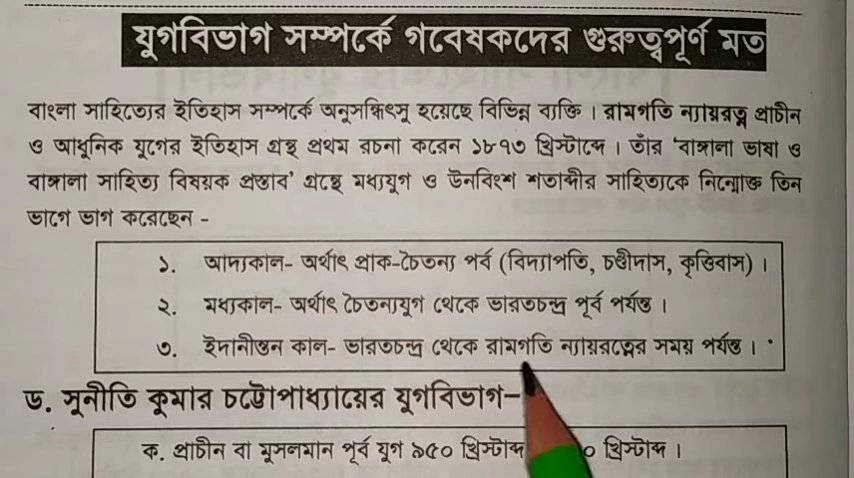 যুগবিভাগ সম্পর্কে গবেষকদের গুরুত্বপূর্ণ মত
বাংলা সাহিত্যের ইতিহাস সম্পর্কে অনুসন্ধিৎসু হয়েছে বিভিন্ন ব্যক্তি । রামগতি ন্যায়রত্ন প্রাচীন
ও আধুনিক যুগের ইতিহাস গ্রন্থ প্রথম রচনা করেন ১৮৭৩ খ্রিস্টাব্দে । তাঁর 'বাঙ্গালা ভাষা ও
বাঙ্গালা সাহিত্য বিষয়ক প্রস্তাব' গ্রন্থে মধ্যযুগ ও উনবিংশ শতাব্দীর সাহিত্যকে নিম্নোক্ত তিন
ভাগে ভাগ করেছেন -
১. আদ্যকাল- অর্থাৎ প্রাক-চৈতন্য পর্ব (বিদ্যাপতি, চণ্ডীদাস, কৃত্তিবাস) ।
২. মধ্যকাল- অর্থাৎ চৈতন্যযুগ থেকে ভারতচন্দ্র পূর্ব পর্যন্ত ।
৩. ইদানীন্তন কাল- ভারতচন্দ্র থেকে রামগতি ন্যায়রত্নের সময় পর্যন্ত ।
ড. সুনীতি কুমার চট্টোপাধ্যায়ের যুগবিভাগ-
ক. প্রাচীন বা মুসলমান পূর্ব যুগ ৯৫০ খ্রিস্টাব্দ ০ খ্রিস্টাব্দ ।